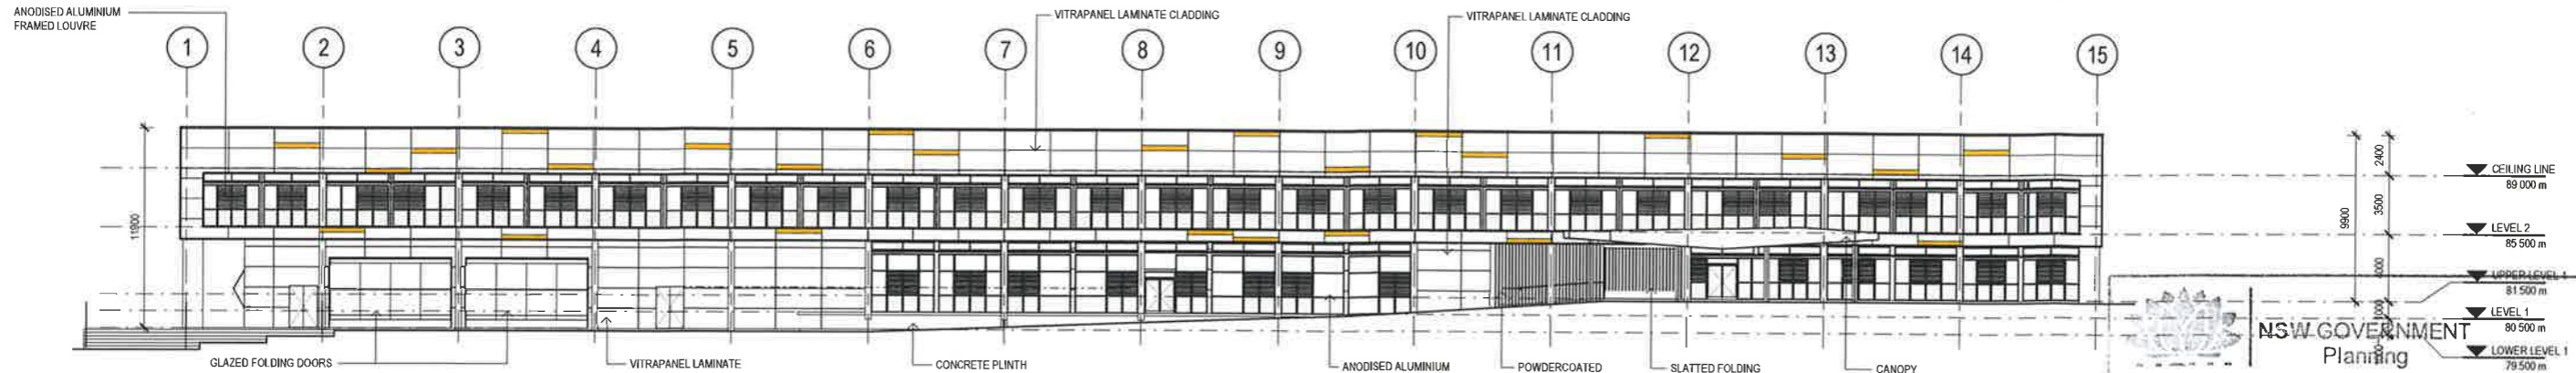 ANODISED ALUMINIUM
FRAMED LOUVRE
VITRAPANEL LAMINATE CLADDING
VITRAPANEL LAMINATE CLADDING
1
2
3
4
5
6
7
8
9
10
11
12
13
14
15
11900
9900
2400
3500
4000
1000
CEILING LINE
89 000 m
LEVEL 2
85 500 m
UPPER LEVEL 1
81 500 m
LEVEL 1
80 500 m
LOWER LEVEL 1
79 500 m
NSW GOVERNMENT
Planning
GLAZED FOLDING DOORS
VITRAPANEL LAMINATE
CONCRETE PLINTH
ANODISED ALUMINIUM
POWDERCOATED
SLATTED FOLDING
CANOPY